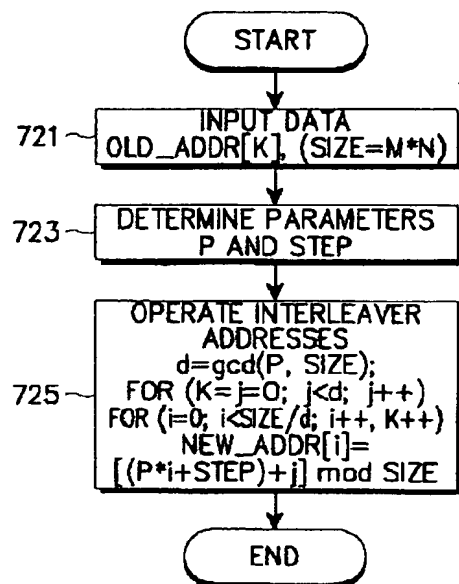 START
721
INPUT DATA
OLD_ADDR[K], (SIZE=M*N)
723
DETERMINE PARAMETERS
P AND STEP
725
OPERATE INTERLEAVER
ADDRESSES
d=gcd(P, SIZE);
FOR (K=j=0; j<d; j++)
FOR (i=0; i<SIZE/d; i++, K++)
NEW_ADDR[i]=
[(P*i+STEP)+j] mod SIZE
END